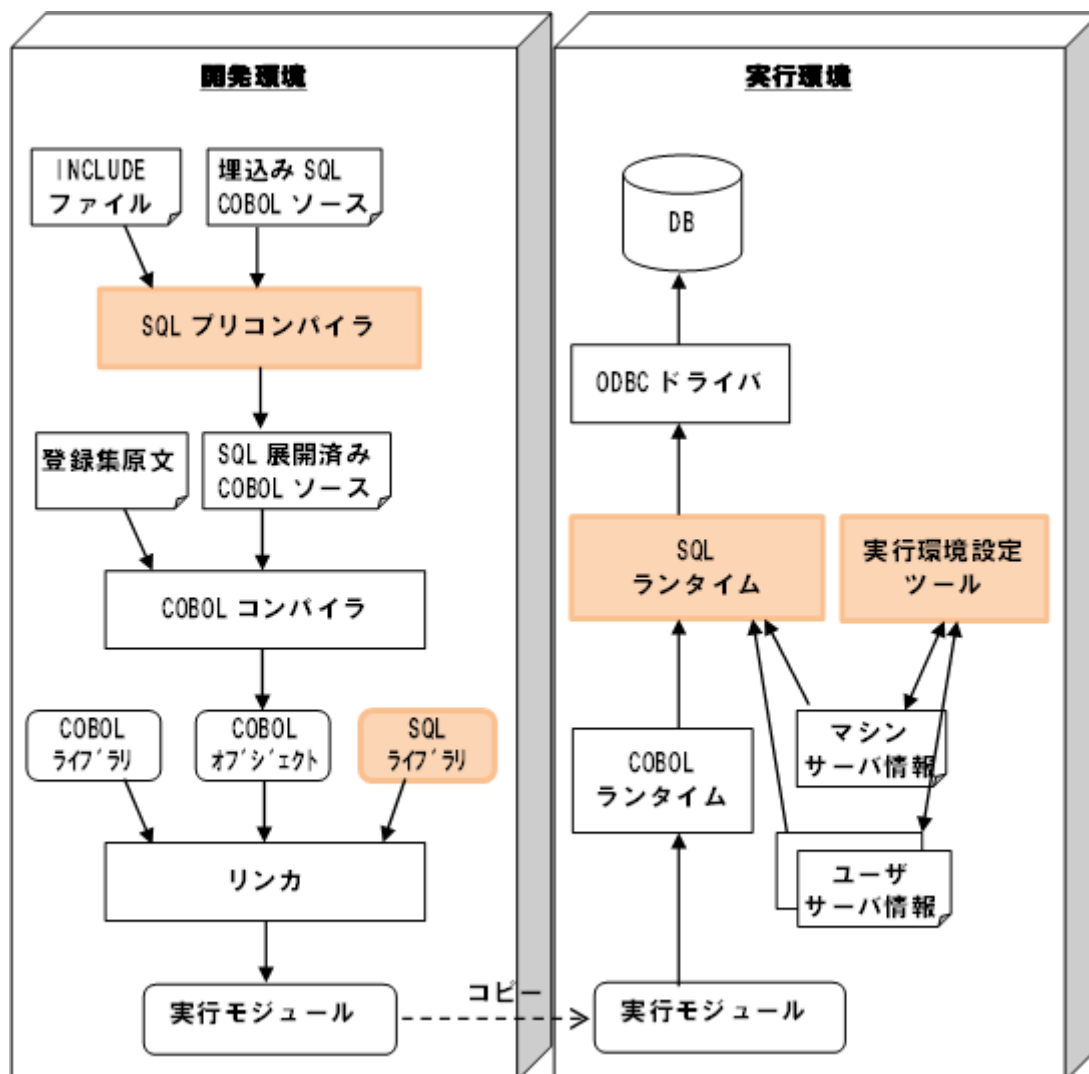 開発環境
INCLUDE
ファイル
埋込み SQL
COBOL ソース
SQL プリコンパイラ
登録集原文
SQL 展開済み
COBOL ソース
COBOL コンパイラ
COBOL
ライブラリ
COBOL
オブジェクト
SQL
ライブラリ
リンカ
実行モジュール
コピー
実行環境
DB
ODBC ドライバ
SQL
ランタイム
実行環境設定
ツール
マシン
サーバ情報
COBOL
ランタイム
ユーザ
サーバ情報
実行モジュール